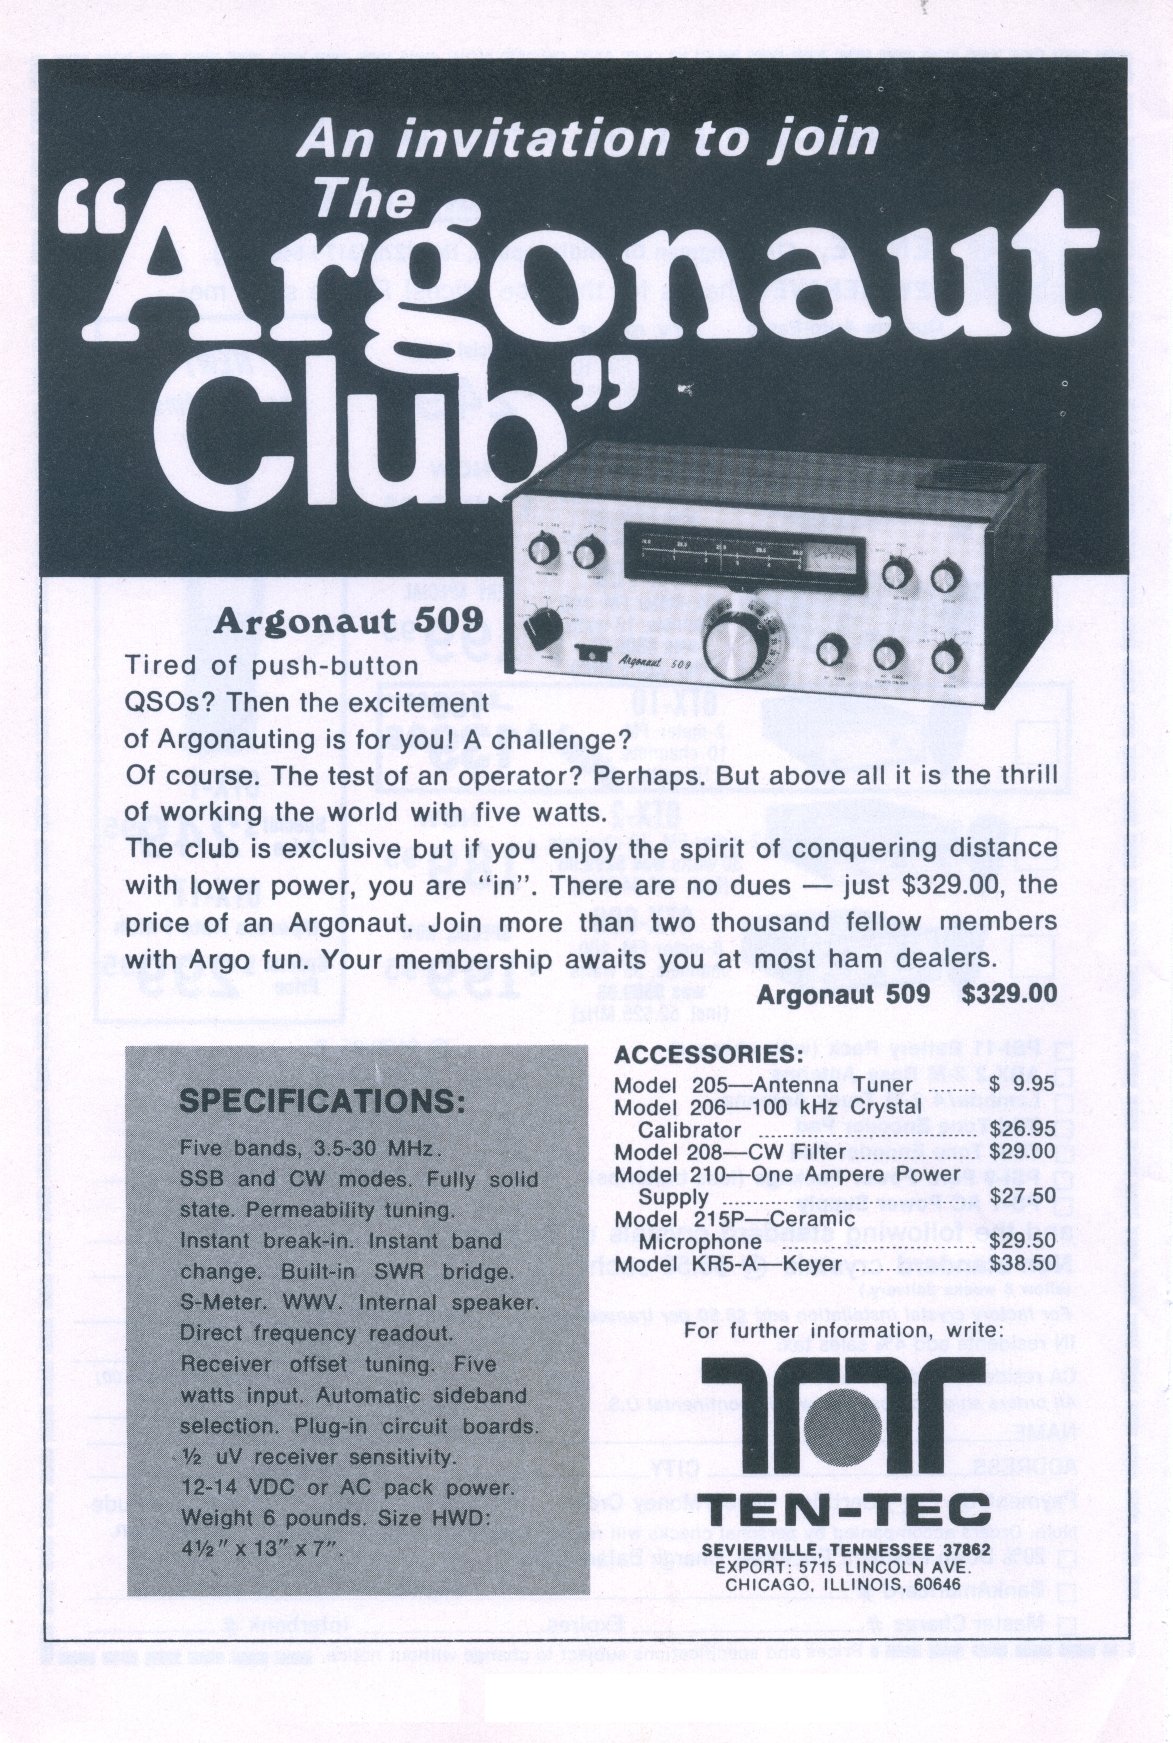 An invitation to join
The
“Argonaut
Club”
Argonaut 509
Argonaut 509
Tired of push-button
QSOs? Then the excitement
of Argonauting is for you! A challenge?
Of course. The test of an operator? Perhaps. But above all it is the thrill
of working the world with five watts.
The club is exclusive but if you enjoy the spirit of conquering distance
with lower power, you are “in”. There are no dues — just $329.00, the
price of an Argonaut. Join more than two thousand fellow members
with Argo fun. Your membership awaits you at most ham dealers.
Argonaut 509 $329.00
SPECIFICATIONS:
Five bands, 3.5-30 MHz.
SSB and CW modes. Fully solid
state. Permeability tuning.
Instant break-in. Instant band
change. Built-in SWR bridge.
S-Meter. WWV. Internal speaker.
Direct frequency readout.
Receiver offset tuning. Five
watts input. Automatic sideband
selection. Plug-in circuit boards.
½ uV receiver sensitivity.
12-14 VDC or AC pack power.
Weight 6 pounds. Size HWD:
4½" x 13" x 7".
ACCESSORIES:
Model 205—Antenna Tuner ........ $ 9.95
Model 206—100 kHz Crystal
Calibrator .................................. $26.95
Model 208—CW Filter ..................... $29.00
Model 210—One Ampere Power
Supply ........................................ $27.50
Model 215P—Ceramic
Microphone ............................... $29.50
Model KR5-A—Keyer ...................... $38.50
For further information, write:
TEN-TEC
SEVIERVILLE, TENNESSEE 37862
EXPORT: 5715 LINCOLN AVE.
CHICAGO, ILLINOIS, 60646